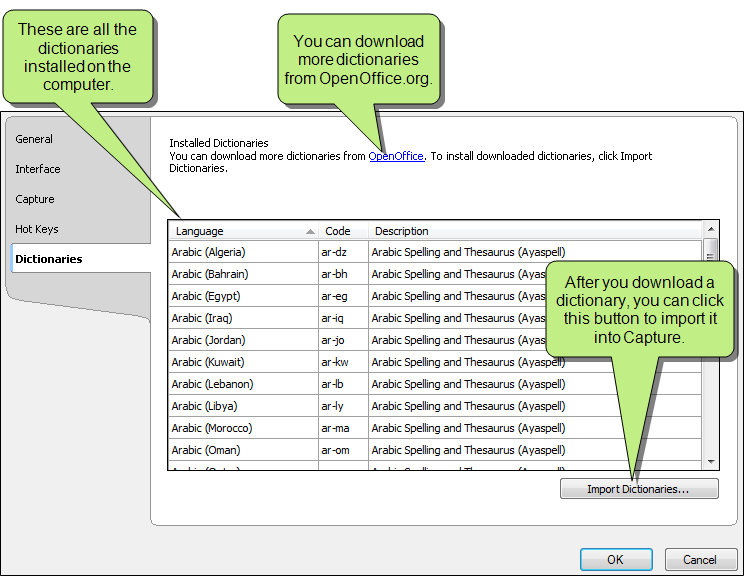 These are all the
dictionaries
installed on the
computer.
You can download
more dictionaries
from OpenOffice.org.
General
Interface
Capture
Hot Keys
Dictionaries
Installed Dictionaries
You can download more dictionaries from OpenOffice. To install downloaded dictionaries, click Import
Dictionaries.
Language Code Description
Arabic (Algeria) ar-dz Arabic Spelling and Thesaurus (Ayaspell)
Arabic (Bahrain) ar-bh Arabic Spelling and Thesaurus (Ayaspell)
Arabic (Egypt) ar-eg Arabic Spelling and Thesaurus (Ayaspell)
Arabic (Iraq) ar-iq Arabic Spelling and Thesaurus (Ayaspell)
Arabic (Jordan) ar-jo Arabic Spelling and Thesaurus (Ayaspell)
Arabic (Kuwait) ar-kw Arabic Spelling and Thesaurus (Ayaspell)
Arabic (Lebanon) ar-lb Arabic Spelling and Thesaurus (Ayaspell)
Arabic (Libya) ar-ly Arabic Spelling and Thesaurus (Ayaspell)
Arabic (Morocco) ar-ma Arabic Spelling and Thesaurus (Ayaspell)
Arabic (Oman) ar-om Arabic Spelling and Thesaurus (Ayaspell)
After you download a
dictionary, you can click
this button to import it
into Capture.
Import Dictionaries...
OK Cancel